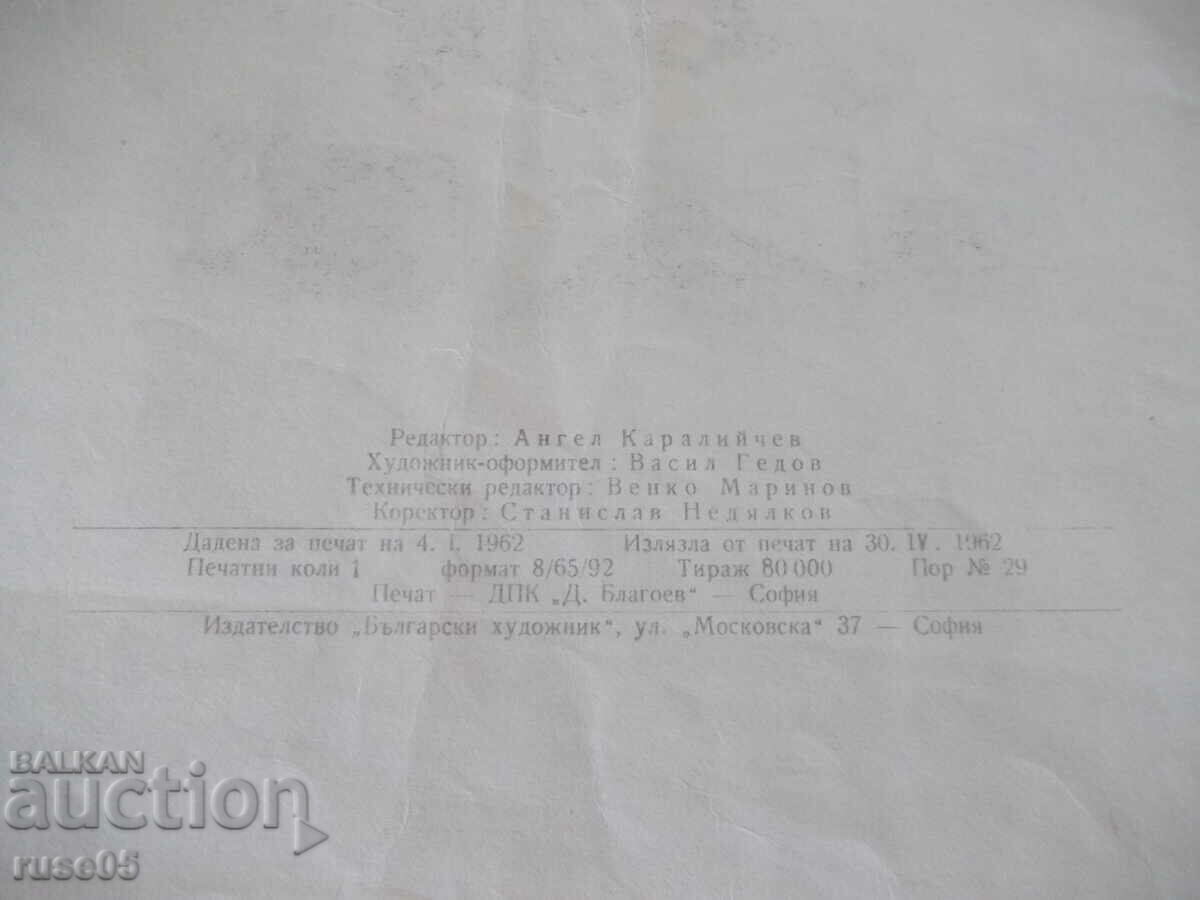 Редактор: Ангел Каралийчев
Художник-оформител: Васил Гедов
Технически редактор: Венко Маринов
Коректор: Станислав Недялков
Дадена за печат на 4. I. 1962 Излязла от печат на 30. IV. 1962
Печатни коли 1 формат 8/65/92 Тираж 80 000 Пор № 29
Печат — ДПК „Д. Благоев“ — София
Издателство „Български художник“, ул. „Московска“ 37 — София
BALKAN
auction
ruse05